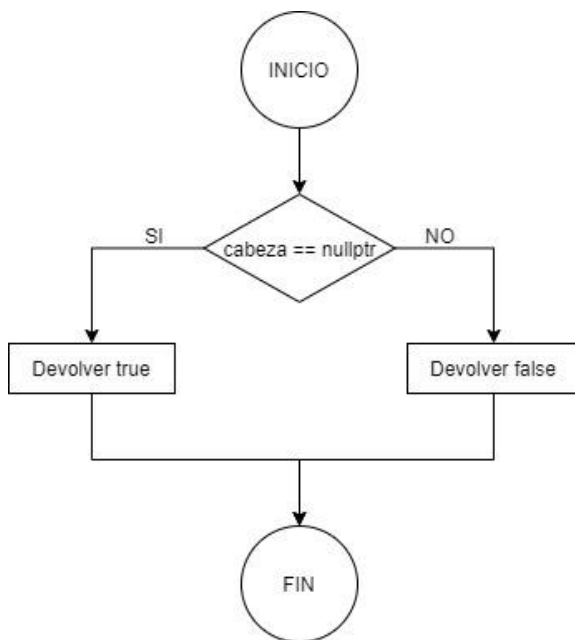 INICIO
cabeza == nullptr
SI
NO
Devolver true
Devolver false
FIN